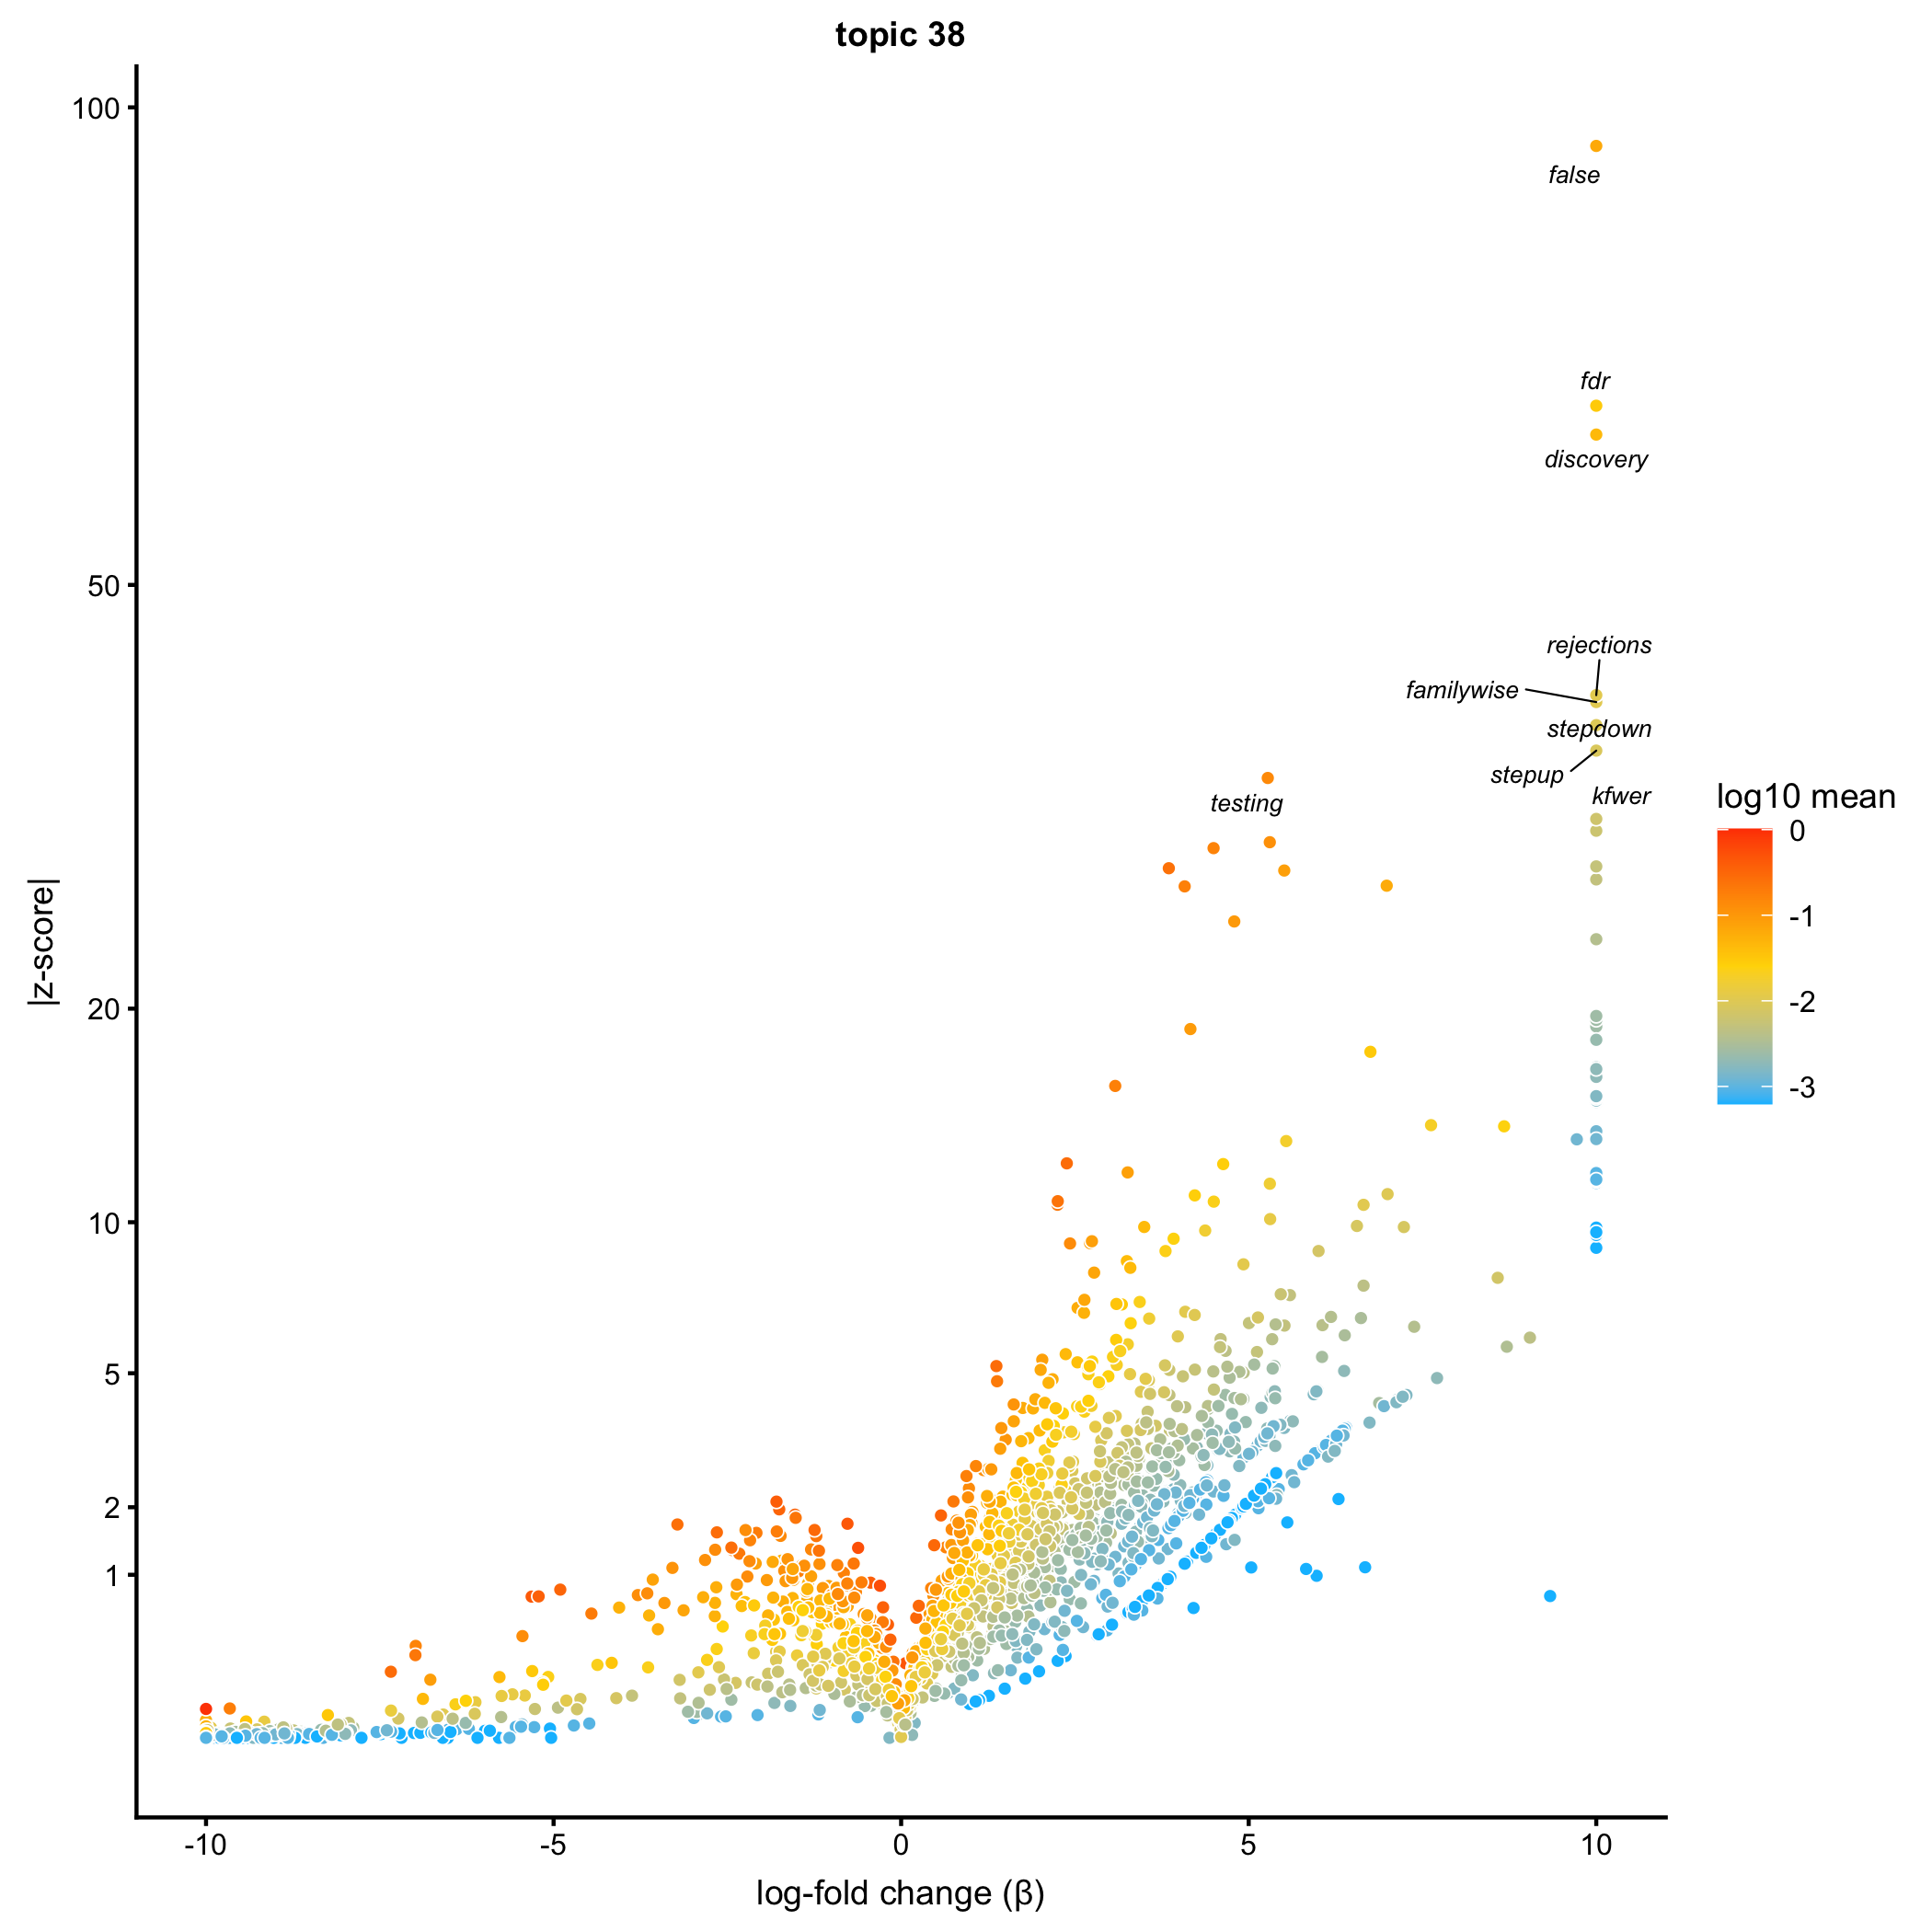 topic 38
100
50
20
10
5
2
1
|z-score|
false
fdr
discovery
rejections
familywise
stepdown
stepup
kfwer
testing
log10 mean
0
-1
-2
-3
-10
-5
0
5
10
log-fold change (β)